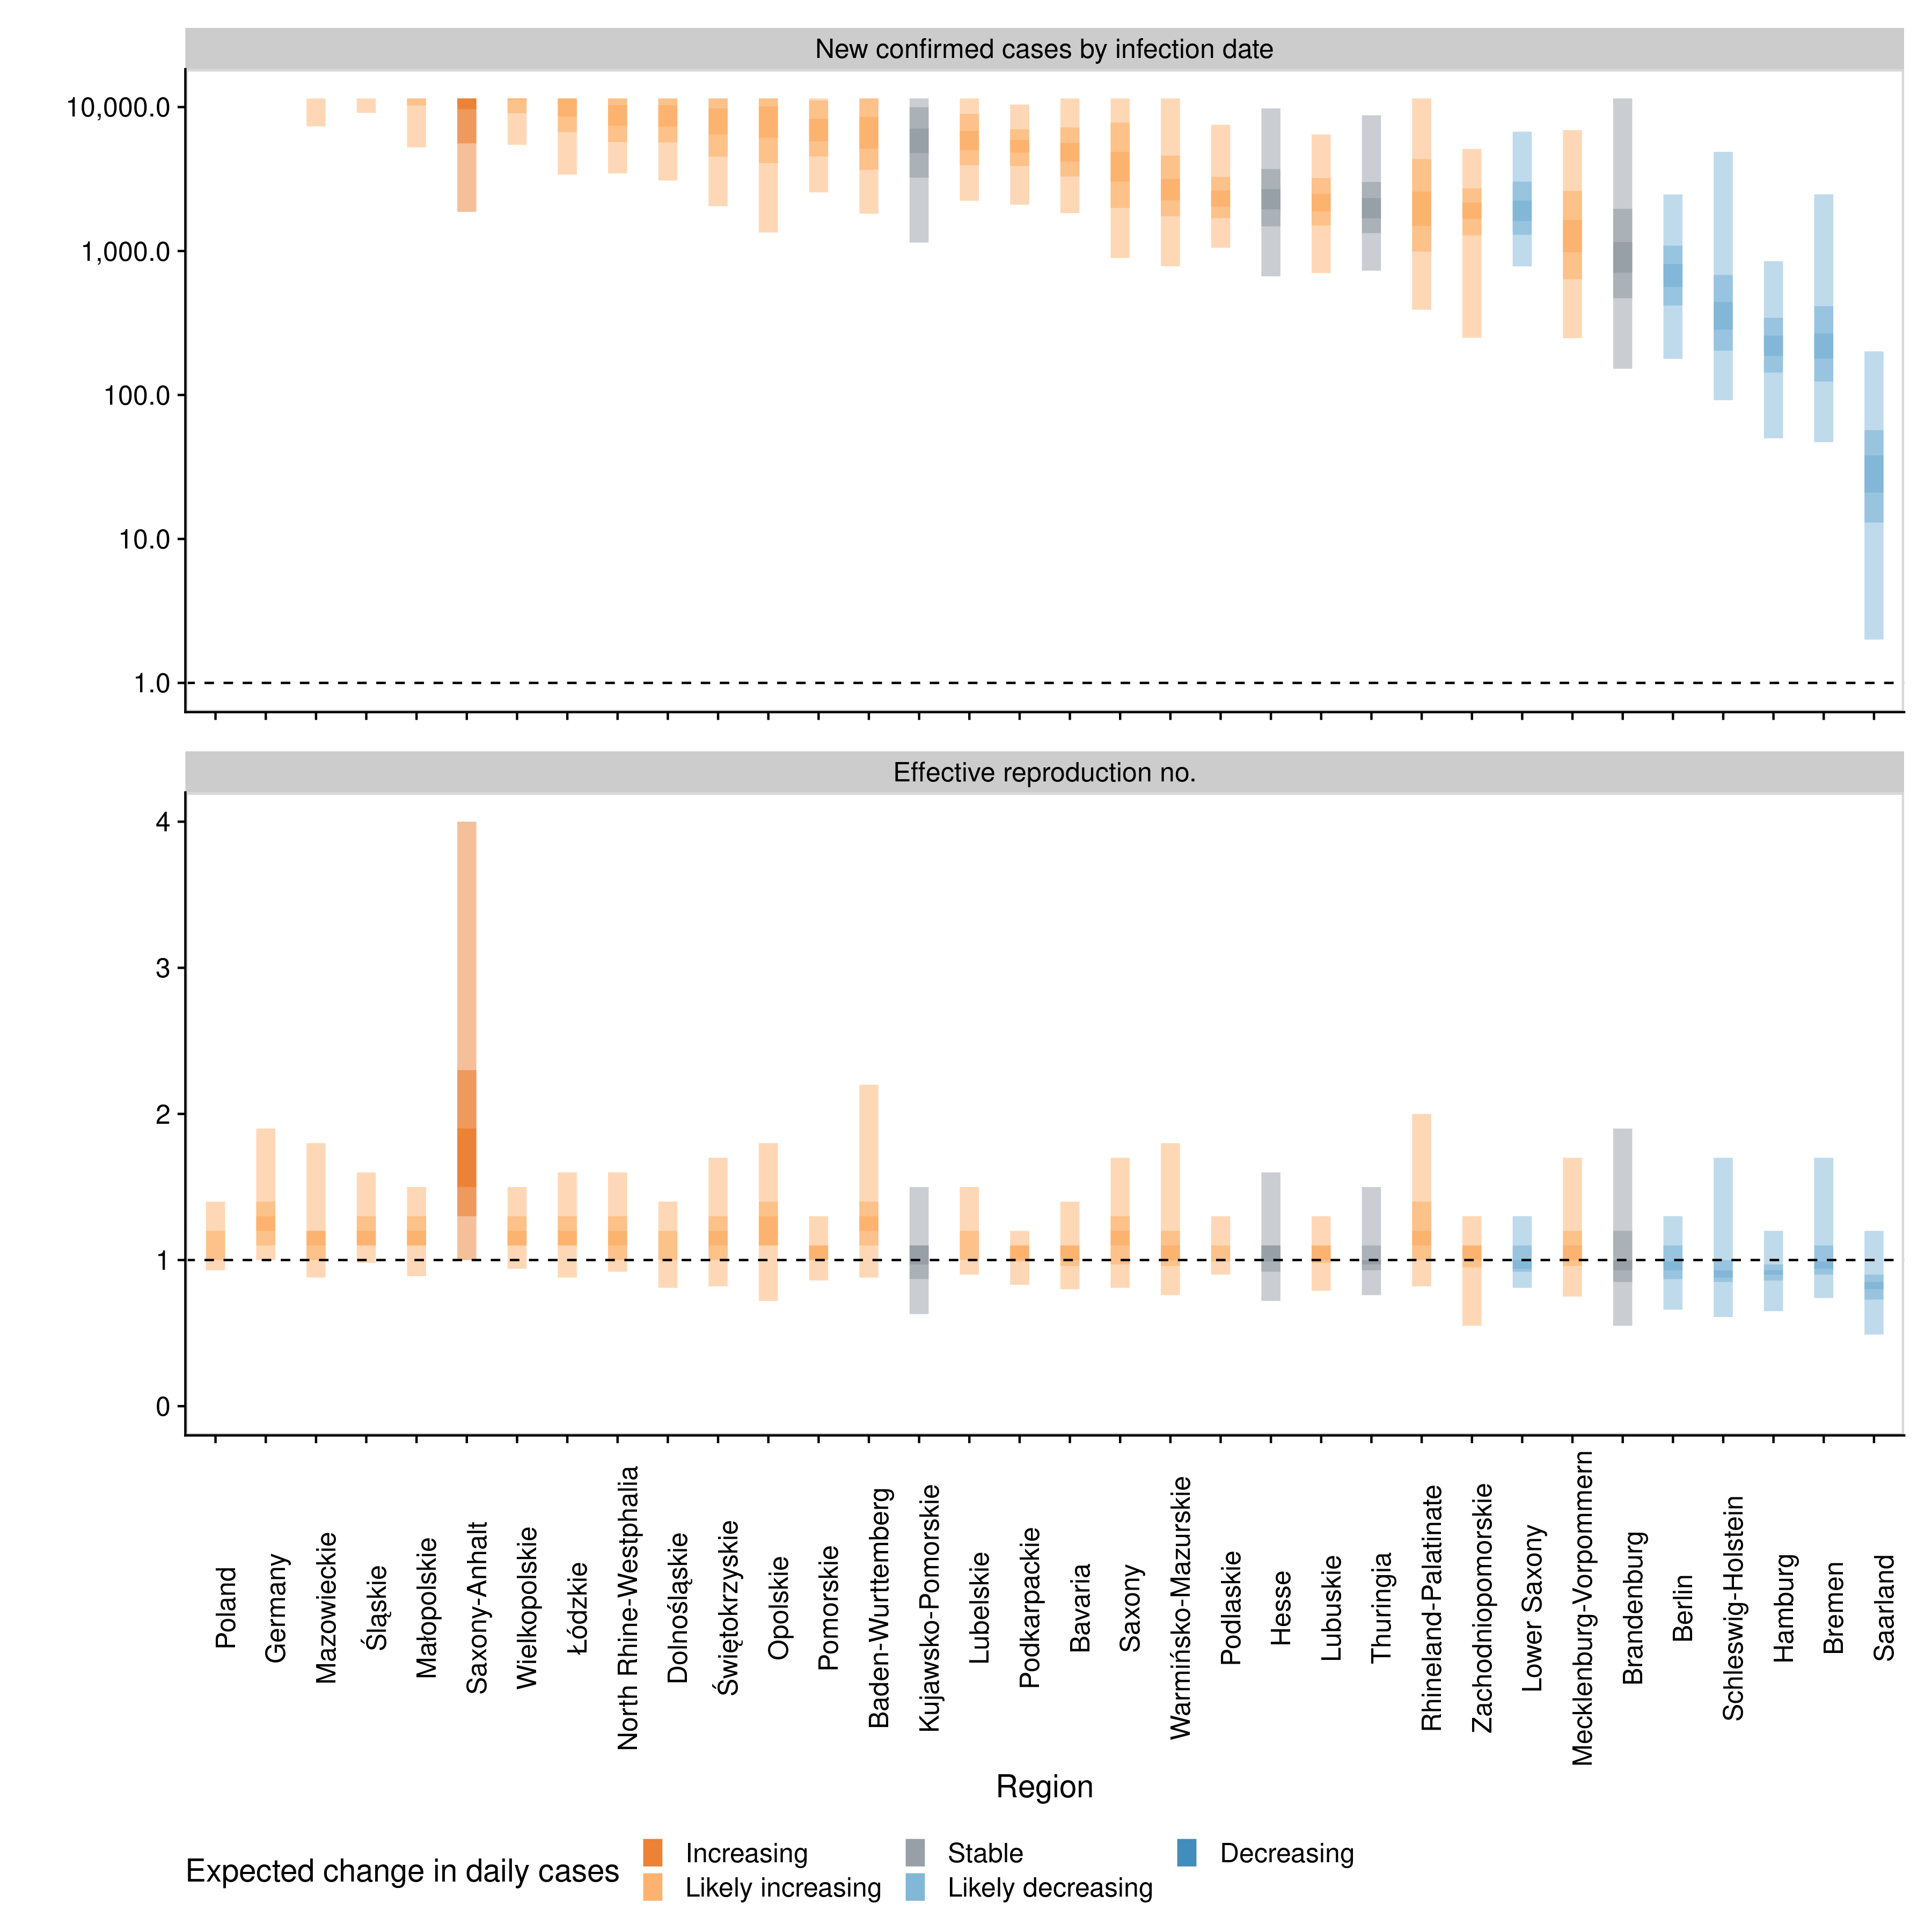 New confirmed cases by infection date
10,000.0
1,000.0
100.0
10.0
1.0
Effective reproduction no.
4
3
2
1
0
Poland
Germany
Mazowieckie
Śląskie
Małopolskie
Saxony-Anhalt
Wielkopolskie
Łódzkie
North Rhine-Westphalia
Dolnośląskie
Świętokrzyskie
Opolskie
Pomorskie
Baden-Wurttemberg
Kujawsko-Pomorskie
Lubelskie
Podkarpackie
Bavaria
Saxony
Warmińsko-Mazurskie
Podlaskie
Hesse
Lubuskie
Thuringia
Rhineland-Palatinate
Zachodniopomorskie
Lower Saxony
Mecklenburg-Vorpommern
Brandenburg
Berlin
Schleswig-Holstein
Hamburg
Bremen
Saarland
Region
Expected change in daily cases
Increasing
Likely increasing
Stable
Likely decreasing
Decreasing